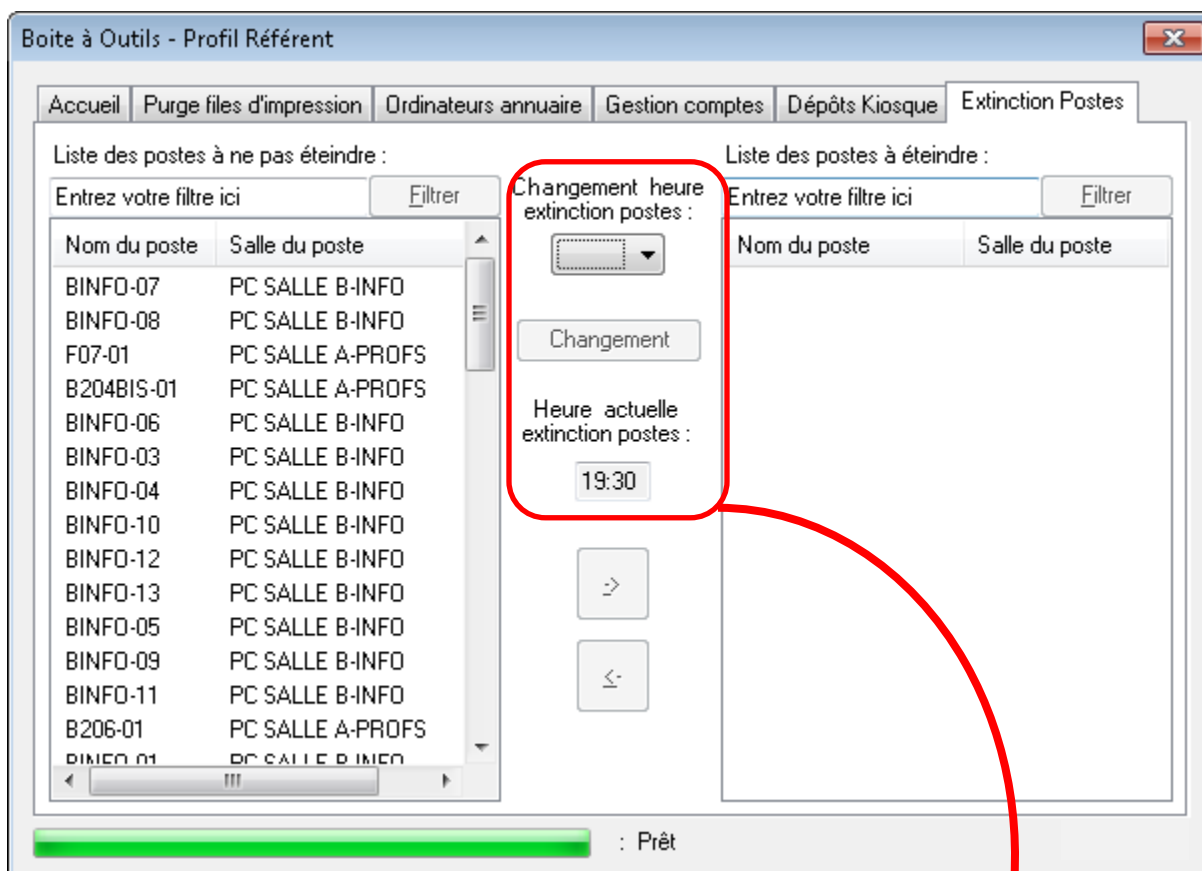 Boite à Outils - Profil Référent
Accueil Purge files d'impression Ordinateurs annuaire Gestion comptes Dépôts Kiosque Extinction Postes
Liste des postes à ne pas éteindre :
Entrez votre filtre ici Filtrer
Nom du poste Salle du poste
BINFO-07 PC SALLE B-INFO
BINFO-08 PC SALLE B-INFO
F07-01 PC SALLE A-PROFS
B204BIS-01 PC SALLE A-PROFS
BINFO-06 PC SALLE B-INFO
BINFO-03 PC SALLE B-INFO
BINFO-04 PC SALLE B-INFO
BINFO-10 PC SALLE B-INFO
BINFO-12 PC SALLE B-INFO
BINFO-13 PC SALLE B-INFO
BINFO-05 PC SALLE B-INFO
BINFO-09 PC SALLE B-INFO
BINFO-11 PC SALLE B-INFO
B206-01 PC SALLE A-PROFS
BINFO-01 PC SALLE B-INFO
Changement heure
extinction postes :
Changement
Heure actuelle
extinction postes :
19:30
->
<-
Liste des postes à éteindre :
Entrez votre filtre ici Filtrer
Nom du poste Salle du poste
: Prêt